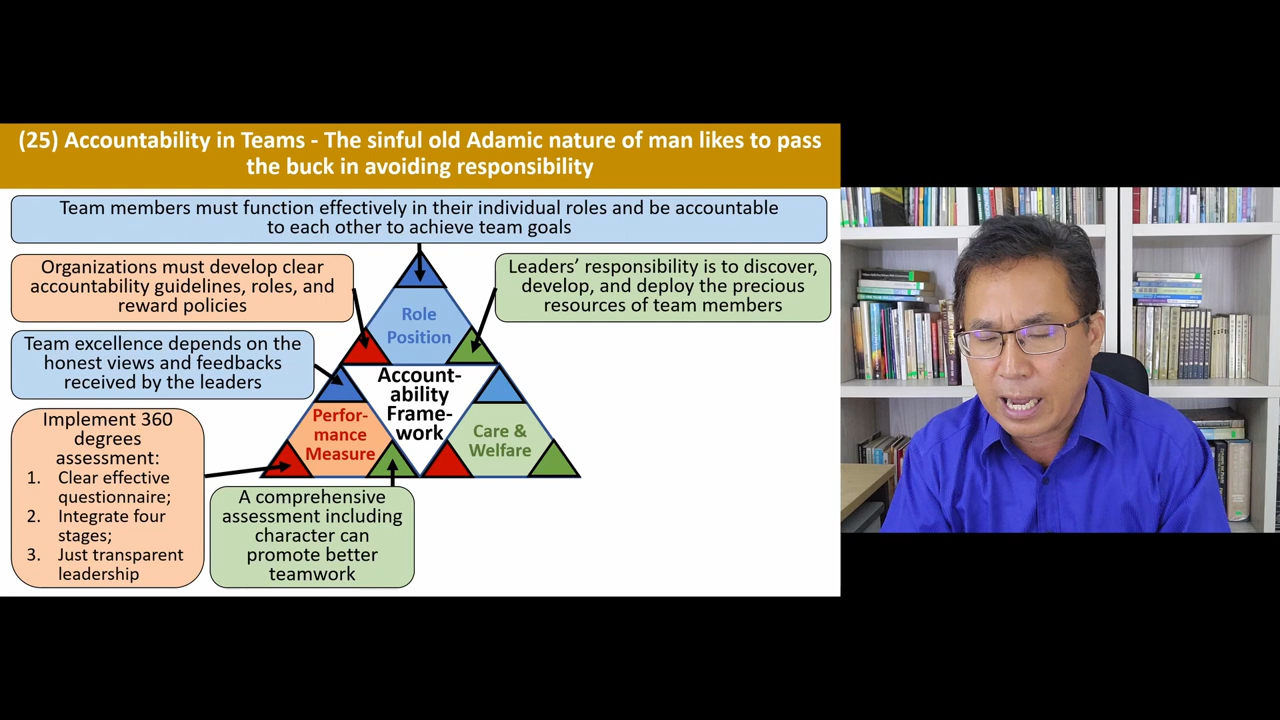 (25) Accountability in Teams - The sinful old Adamic nature of man likes to pass
the buck in avoiding responsibility
Team members must function effectively in their individual roles and be accountable
to each other to achieve team goals
Organizations must develop clear
accountability guidelines, roles, and
reward policies
Leaders’ responsibility is to discover,
develop, and deploy the precious
resources of team members
Role
Position
Team excellence depends on the
honest views and feedbacks
received by the leaders
Account-
ability
Frame-
work
Perfor-
mance
Measure
Care &
Welfare
Implement 360
degrees
assessment:
1. Clear effective
questionnaire;
2. Integrate four
stages;
3. Just transparent
leadership
A comprehensive
assessment including
character can
promote better
teamwork